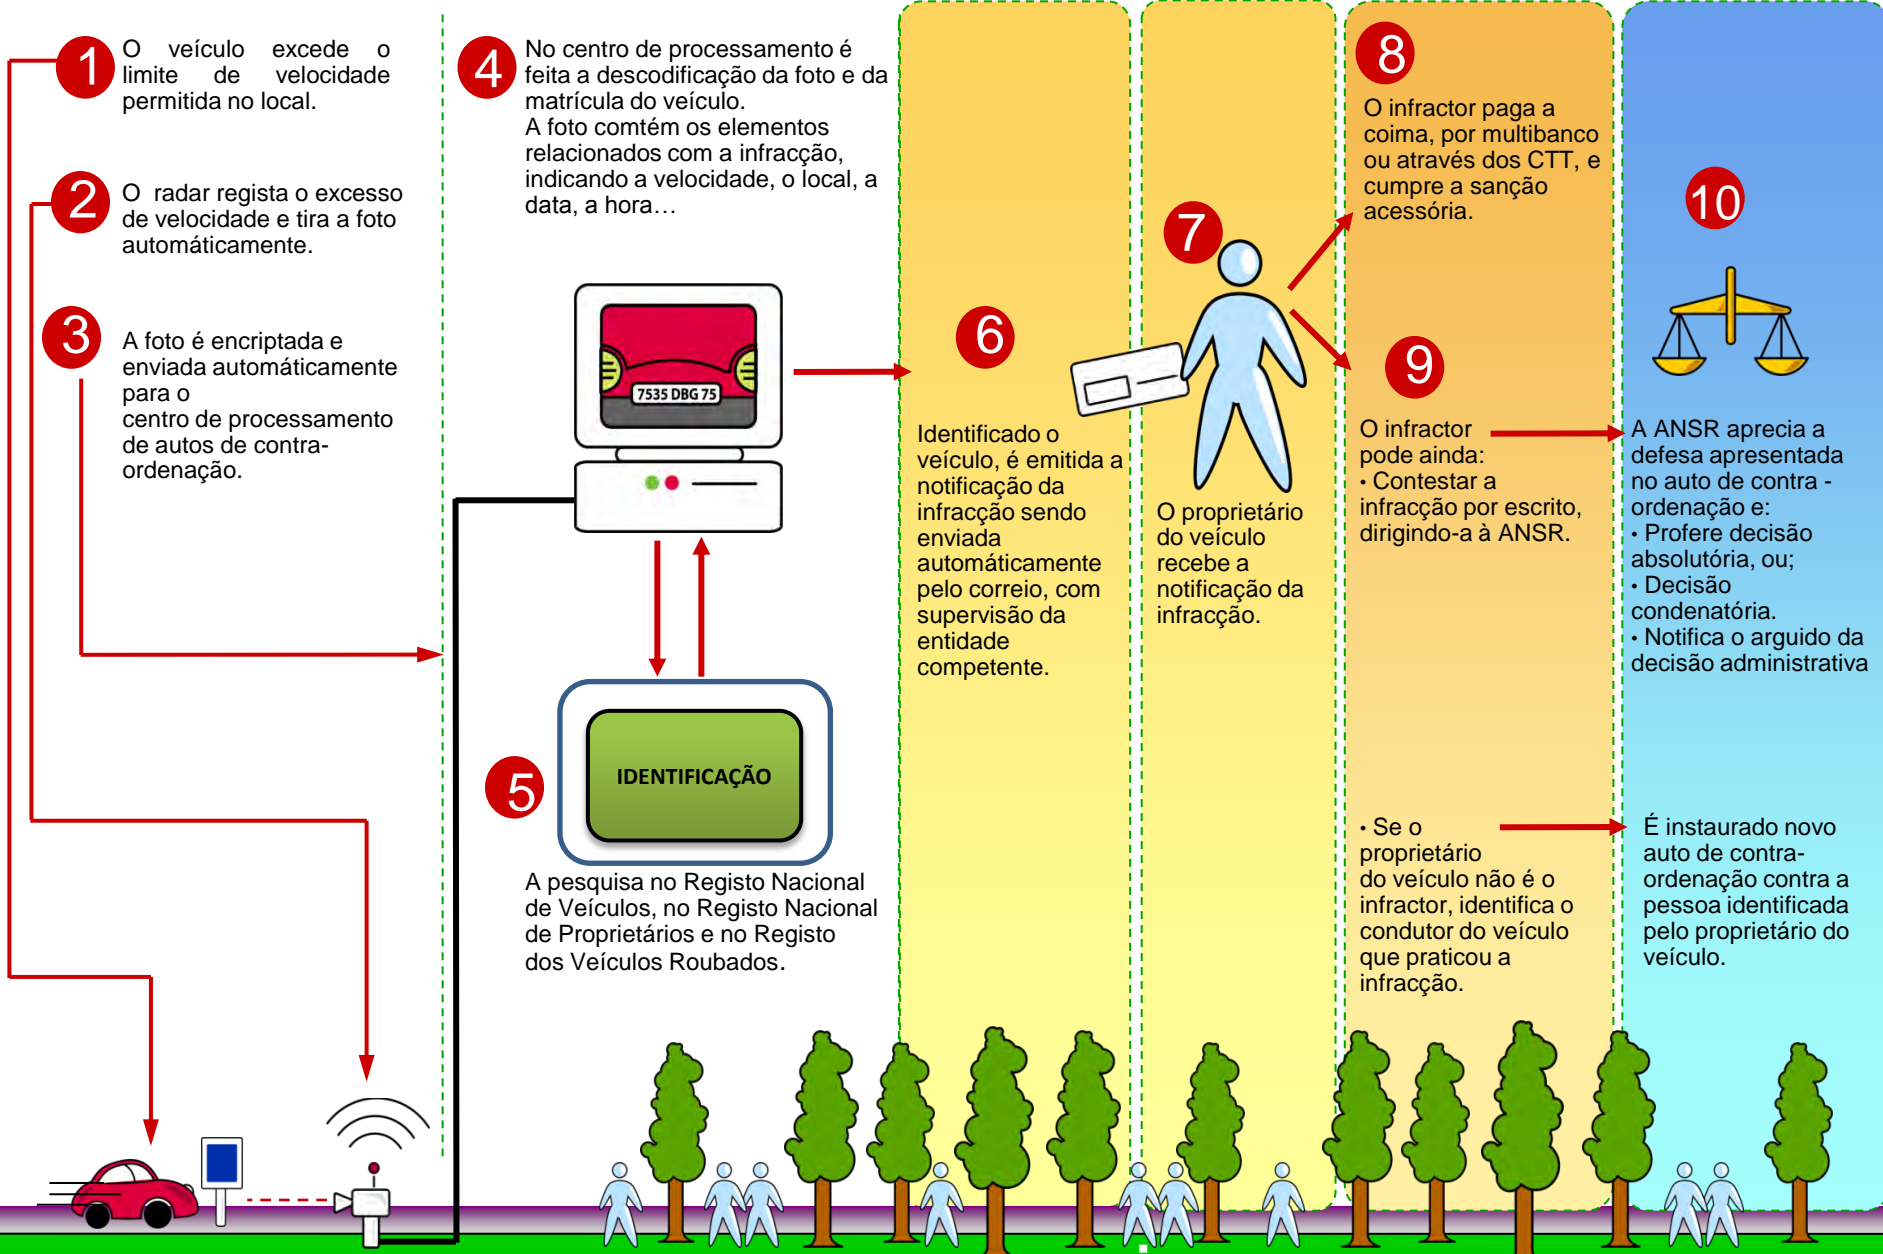 1
O veículo excede o
limite de velocidade
permitida no local.
2
O radar regista o excesso
de velocidade e tira a foto
automáticamente.
3
A foto é encriptada e
enviada automáticamente
para o
centro de processamento
de autos de contra-
ordenação.
4
No centro de processamento é
feita a descodificação da foto e da
matrícula do veículo.
A foto comtém os elementos
relacionados com a infracção,
indicando a velocidade, o local, a
data, a hora…
7535 DBG 75
5
IDENTIFICAÇÃO
A pesquisa no Registo Nacional
de Veículos, no Registo Nacional
de Proprietários e no Registo
dos Veículos Roubados.
6
Identificado o
veículo, é emitida a
notificação da
infracção sendo
enviada
automáticamente
pelo correio, com
supervisão da
entidade
competente.
7
O proprietário
do veículo
recebe a
notificação da
infracção.
8
O infractor paga a
coima, por multibanco
ou através dos CTT, e
cumpre a sanção
acessória.
9
O infractor
pode ainda:
• Contestar a
infracção por escrito,
dirigindo-a à ANSR.
• Se o
proprietário
do veículo não é o
infractor, identifica o
condutor do veículo
que praticou a
infracção.
10
A ANSR aprecia a
defesa apresentada
no auto de contra -
ordenação e:
• Profere decisão
absolutória, ou;
• Decisão
condenatória.
• Notifica o arguido da
decisão administrativa
É instaurado novo
auto de contra-
ordenação contra a
pessoa identificada
pelo proprietário do
veículo.